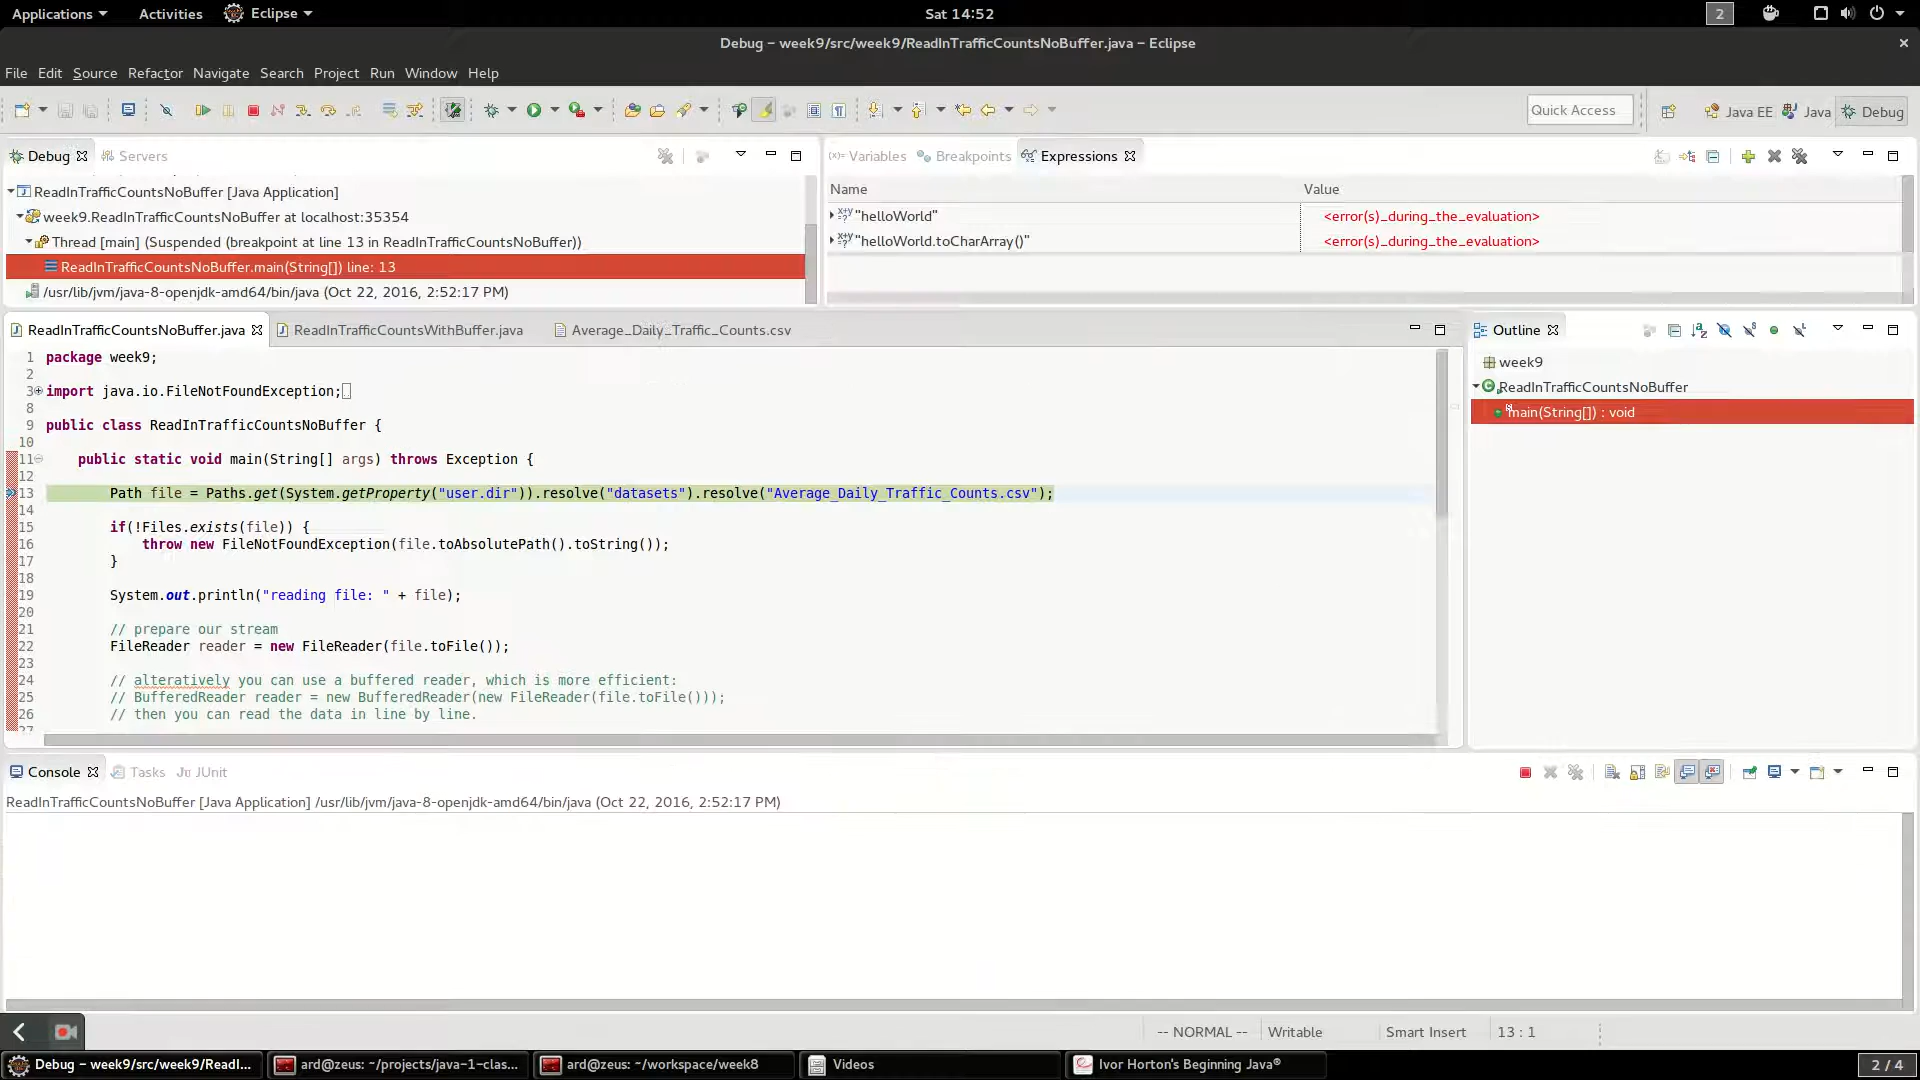 Applications Activities Eclipse Sat 14:52 2
Debug – week9/src/week9/ReadInTrafficCountsNoBuffer.java – Eclipse
File Edit Source Refactor Navigate Search Project Run Window Help
Quick Access Java EE Java Debug
Debug Servers
Variables Breakpoints Expressions
ReadInTrafficCountsNoBuffer [Java Application]
week9.ReadInTrafficCountsNoBuffer at localhost:35354
Thread [main] (Suspended (breakpoint at line 13 in ReadInTrafficCountsNoBuffer))
ReadInTrafficCountsNoBuffer.main(String[]) line: 13
/usr/lib/jvm/java-8-openjdk-amd64/bin/java (Oct 22, 2016, 2:52:17 PM)
Name Value
"helloWorld" <error(s)_during_the_evaluation>
"helloWorld.toCharArray()" <error(s)_during_the_evaluation>
ReadInTrafficCountsNoBuffer.java ReadInTrafficCountsWithBuffer.java Average_Daily_Traffic_Counts.csv
1 package week9;
2
3 import java.io.FileNotFoundException;
8
9 public class ReadInTrafficCountsNoBuffer {
10
11 public static void main(String[] args) throws Exception {
12
13 Path file = Paths.get(System.getProperty("user.dir")).resolve("datasets").resolve("Average_Daily_Traffic_Counts.csv");
14
15 if(!Files.exists(file)) {
16 throw new FileNotFoundException(file.toAbsolutePath().toString());
17 }
18
19 System.out.println("reading file: " + file);
20
21 // prepare our stream
22 FileReader reader = new FileReader(file.toFile());
23
24 // alteratively you can use a buffered reader, which is more efficient:
25 // BufferedReader reader = new BufferedReader(new FileReader(file.toFile()));
26 // then you can read the data in line by line.
27
Outline
week9
ReadInTrafficCountsNoBuffer
main(String[]) : void
Console Tasks JUnit
ReadInTrafficCountsNoBuffer [Java Application] /usr/lib/jvm/java-8-openjdk-amd64/bin/java (Oct 22, 2016, 2:52:17 PM)
-- NORMAL -- Writable Smart Insert 13 : 1
Debug – week9/src/week9/ReadI... ard@zeus: ~/projects/java-1-clas... ard@zeus: ~/workspace/week8 Videos Ivor Horton's Beginning Java® 2 / 4